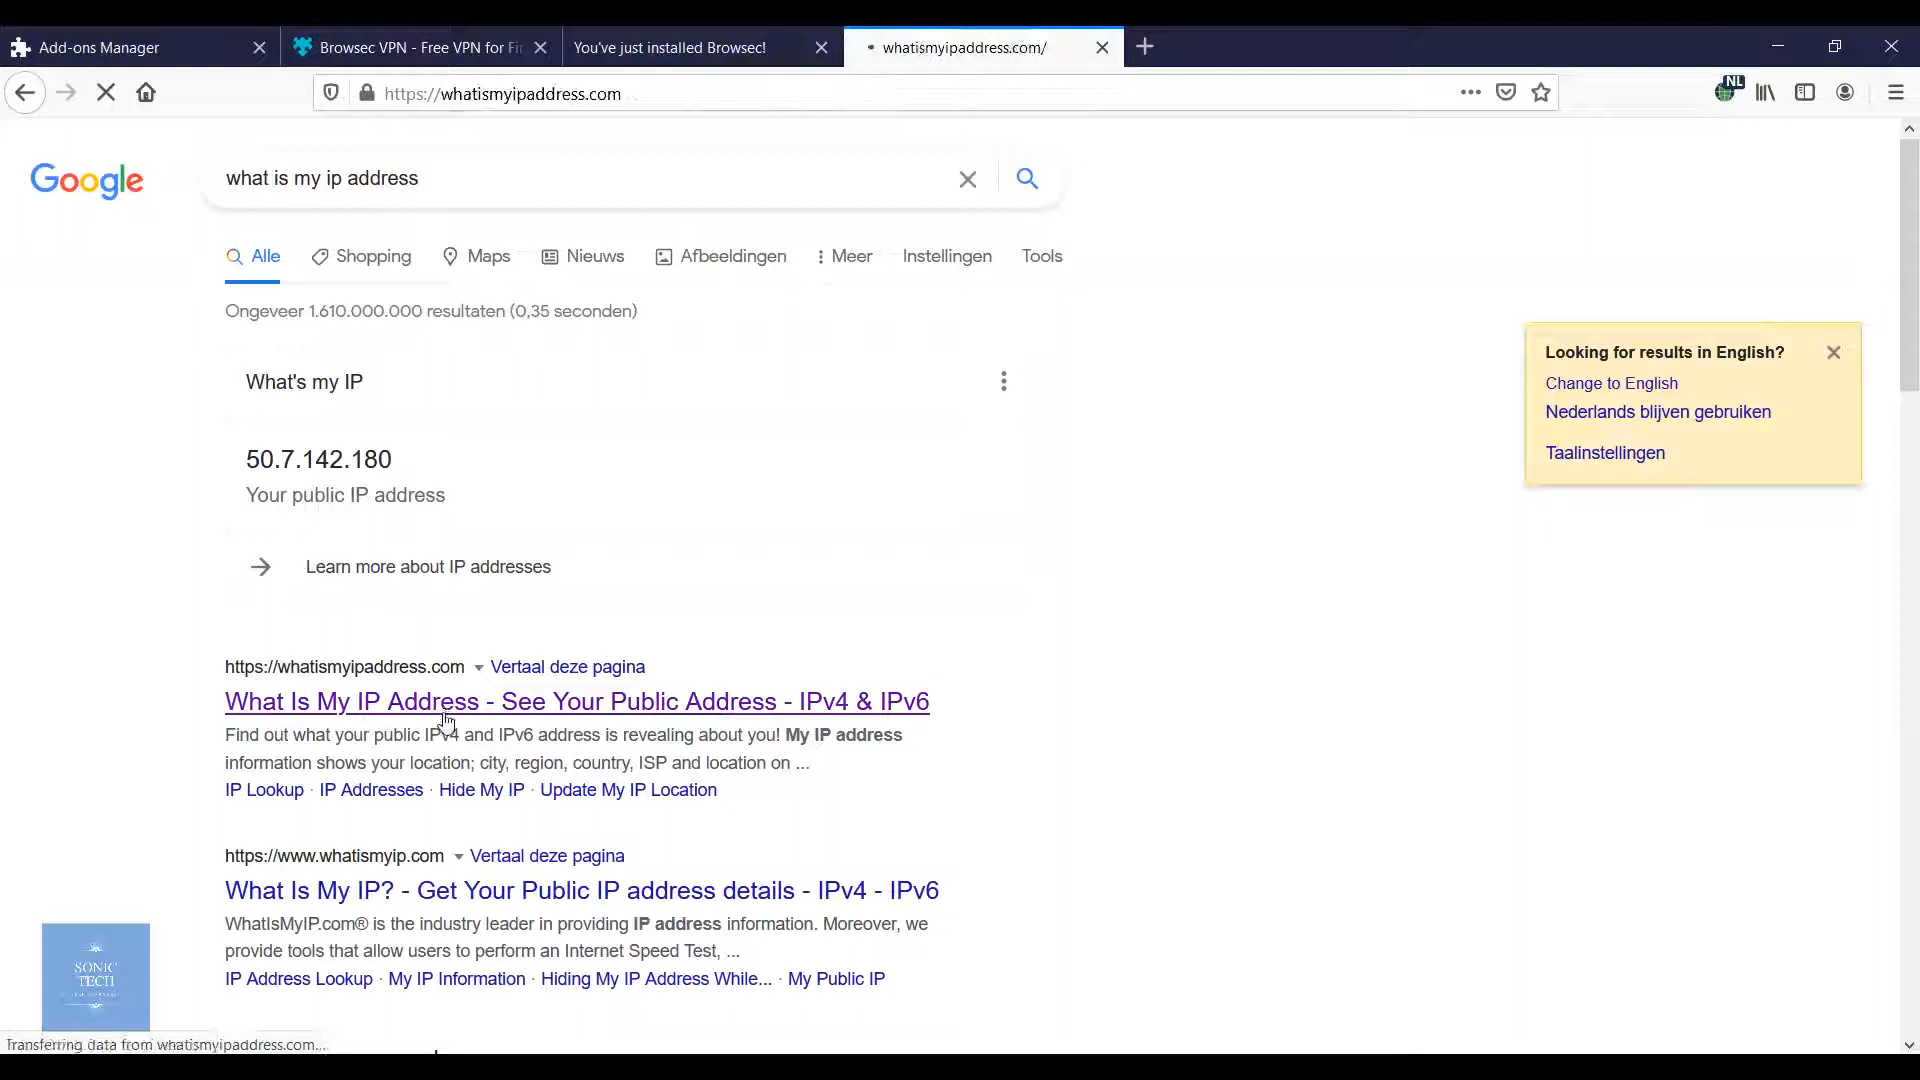 Add-ons Manager
Browsec VPN - Free VPN for Fi
You've just installed Browsec!
whatismyipaddress.com/
https://whatismyipaddress.com
NL
Google
what is my ip address
Alle
Shopping
Maps
Nieuws
Afbeeldingen
Meer
Instellingen
Tools
Ongeveer 1.610.000.000 resultaten (0,35 seconden)
Looking for results in English?
Change to English
Nederlands blijven gebruiken
Taalinstellingen
What's my IP
50.7.142.180
Your public IP address
Learn more about IP addresses
https://whatismyipaddress.com Vertaal deze pagina
What Is My IP Address - See Your Public Address - IPv4 & IPv6
Find out what your public IPv4 and IPv6 address is revealing about you! My IP address
information shows your location; city, region, country, ISP and location on ...
IP Lookup · IP Addresses · Hide My IP · Update My IP Location
https://www.whatismyip.com Vertaal deze pagina
What Is My IP? - Get Your Public IP address details - IPv4 - IPv6
WhatIsMyIP.com® is the industry leader in providing IP address information. Moreover, we
provide tools that allow users to perform an Internet Speed Test, ...
IP Address Lookup · My IP Information · Hiding My IP Address While... · My Public IP
SONIC
TECH
Transferring data from whatismyipaddress.com...